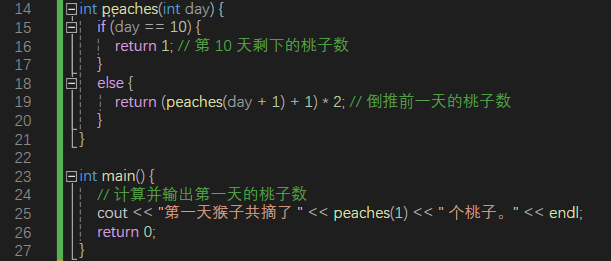 14 int peaches(int day) {
15 if (day == 10) {
16 return 1; // 第 10 天剩下的桃子数
17 }
18 else {
19 return (peaches(day + 1) + 1) * 2; // 倒推前一天的桃子数
20 }
21 }
22
23 int main() {
24 // 计算并输出第一天的桃子数
25 cout << "第一天猴子共摘了 " << peaches(1) << " 个桃子。" << endl;
26 return 0;
27 }